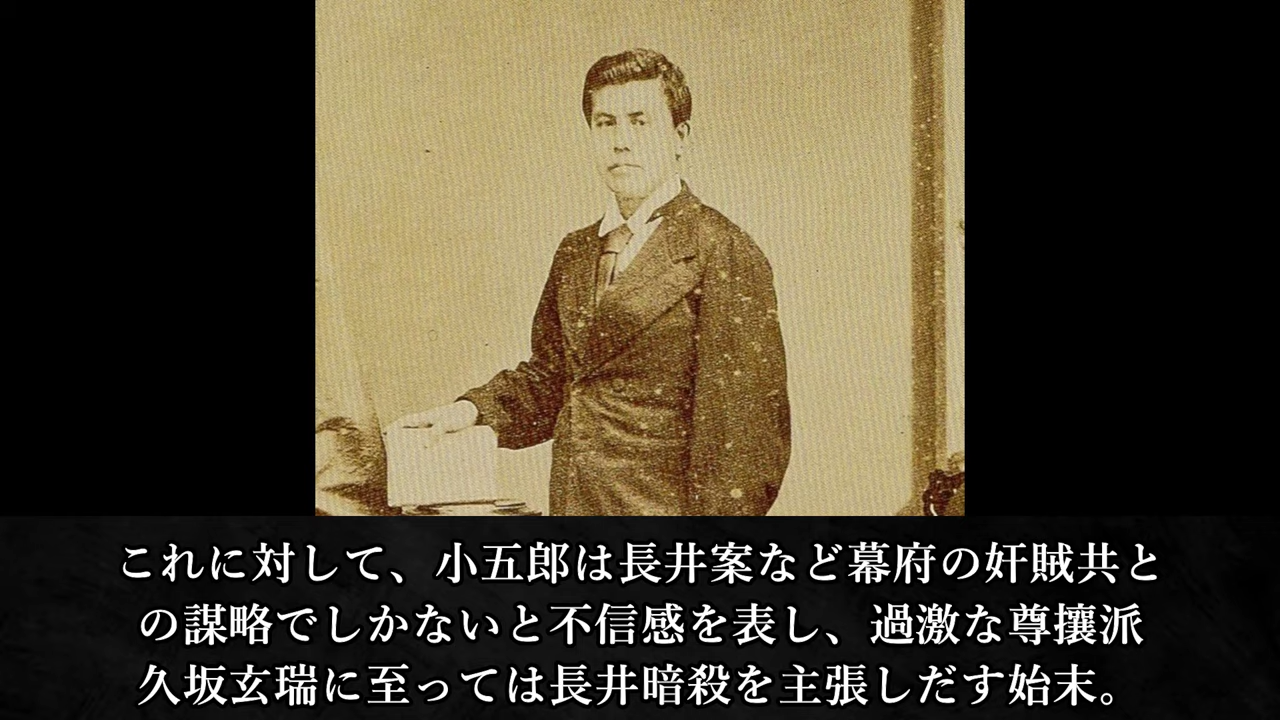 これに対して、小五郎は長井案など幕府の奸賊共と
の謀略でしかないと不信感を表し、過激な尊攘派
久坂玄瑞に至っては長井暗殺を主張しだす始末。